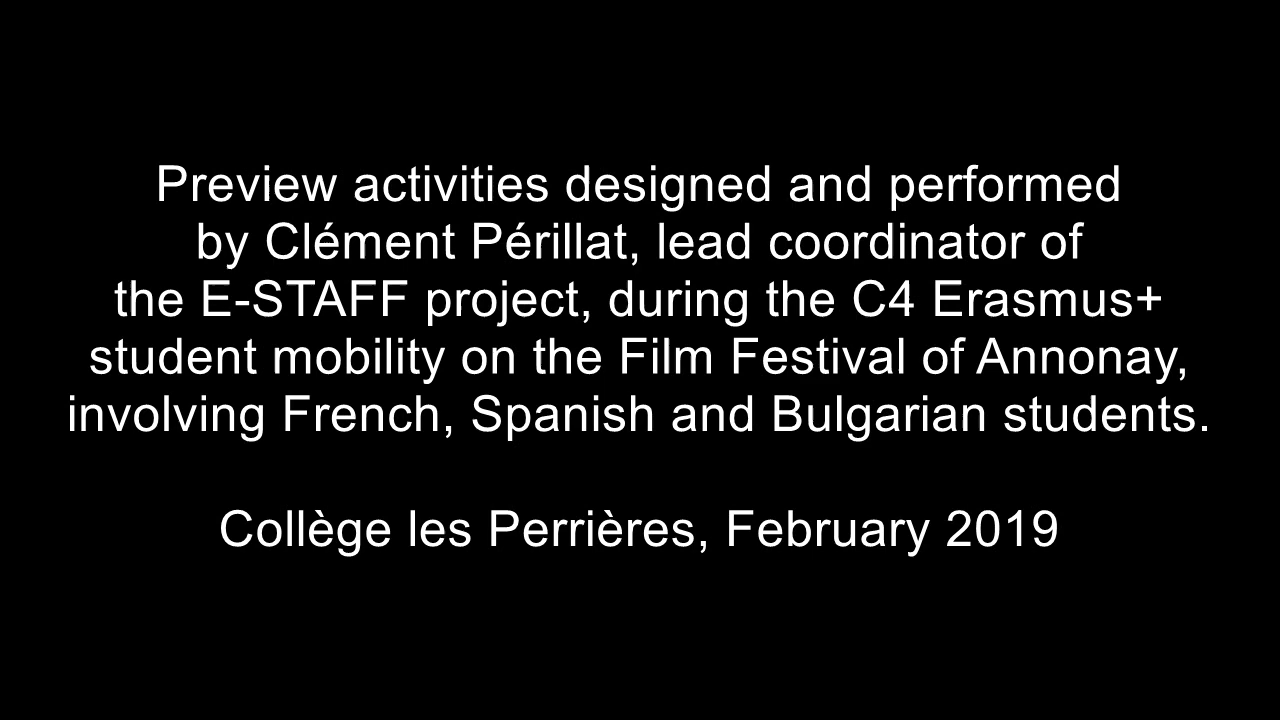 Preview activities designed and performed
by Clément Périllat, lead coordinator of
the E-STAFF project, during the C4 Erasmus+
student mobility on the Film Festival of Annonay,
involving French, Spanish and Bulgarian students.
Collège les Perrières, February 2019